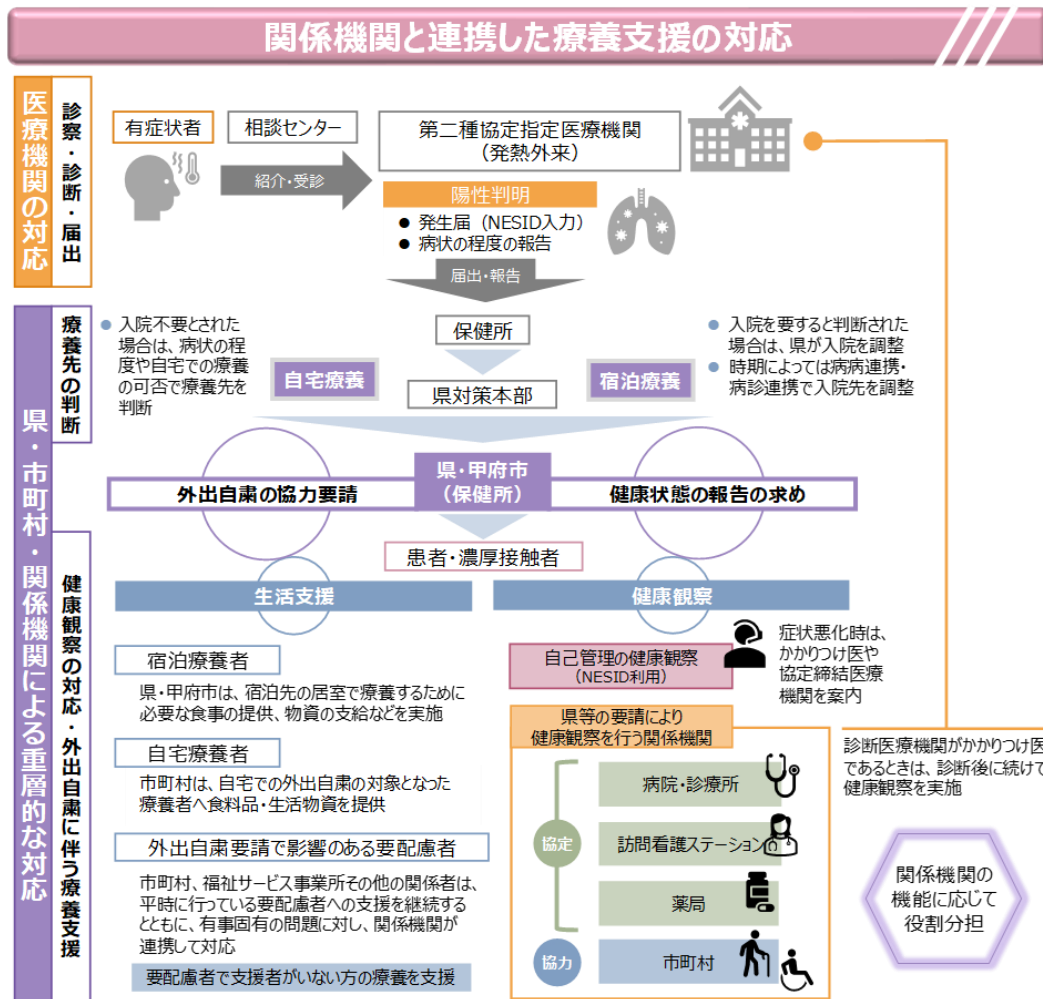 関係機関と連携した療養支援の対応
医療機関の対応
診察・診断・届出
有症状者
相談センター
第二種協定指定医療機関
（発熱外来）
紹介・受診
陽性判明
● 発生届（NESID入力）
● 病状の程度の報告
届出・報告
県・市町村・関係機関による重層的な対応
療養先の判断
● 入院不要とされた
場合は、病状の程
度や自宅での療養
の可否で療養先を
判断
保健所
自宅療養
宿泊療養
県対策本部
● 入院を要すると判断された
場合は、県が入院を調整
● 時期によっては病病連携・
病診連携で入院先を調整
外出自粛の協力要請
県・甲府市
（保健所）
健康状態の報告の求め
患者・濃厚接触者
健康観察の対応・外出自粛に伴う療養支援
生活支援
宿泊療養者
県・甲府市は、宿泊先の居室で療養するために
必要な食事の提供、物資の支給などを実施
自宅療養者
市町村は、自宅での外出自粛の対象となった
療養者へ食料品・生活物資を提供
外出自粛要請で影響のある要配慮者
市町村、福祉サービス事業所その他の関係者は、
平時に行っている要配慮者への支援を継続する
とともに、有事固有の問題に対し、関係機関が
連携して対応
要配慮者で支援者がいない方の療養を支援
健康観察
自己管理の健康観察
（NESID利用）
症状悪化時は、
かかりつけ医や
協定締結医療
機関を案内
県等の要請により
健康観察を行う関係機関
協定
病院・診療所
訪問看護ステーション
薬局
協力
市町村
診断医療機関がかかりつけ医
であるときは、診断後に続けて
健康観察を実施
関係機関の
機能に応じて
役割分担